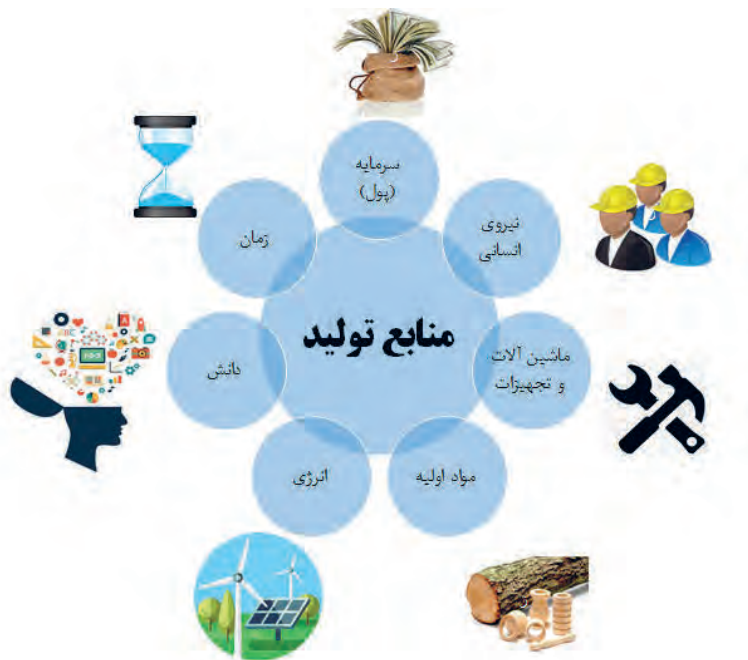 سرمایه
(پول)
نیروی
انسانی
ماشین آلات
و تجهیزات
مواد اولیه
انرژی
دانش
زمان
منابع تولید